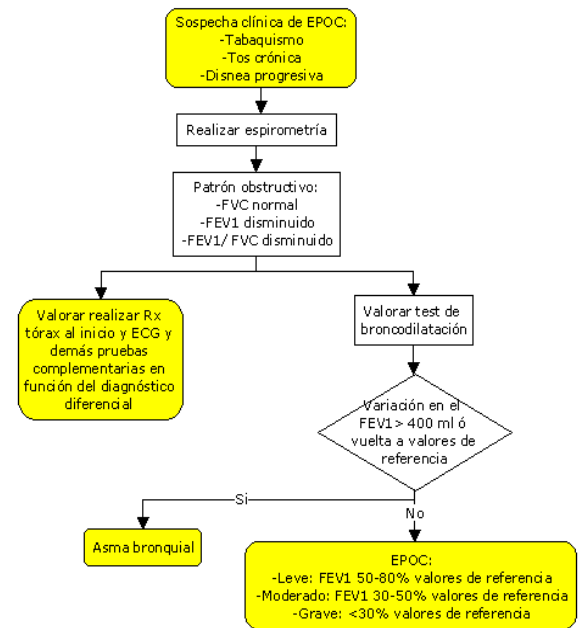 Sospecha clínica de EPOC:
-Tabaquismo
-Tos crónica
-Disnea progresiva
Realizar espirometría
Patrón obstructivo:
-FVC normal
-FEV1 disminuido
-FEV1/ FVC disminuido
Valorar realizar Rx
tórax al inicio y ECG y
demás pruebas
complementarias en
función del diagnóstico
diferencial
Valorar test de
broncodilatación
Variación en el
FEV1> 400 ml ó
vuelta a valores de
referencia
Si
No
Asma bronquial
EPOC:
-Leve: FEV1 50-80% valores de referencia
-Moderado: FEV1 30-50% valores de referencia
-Grave: <30% valores de referencia